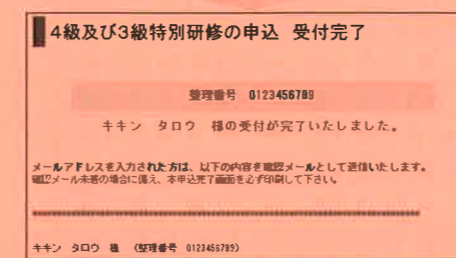 4級及び3級特別研修の申込 受付完了
整理番号 0123456789
キキン タロウ 様の受付が完了いたしました。
メールアドレスを入力された方は、以下の内容を確認メールとして送信いたします。
確認メール未着の場合に備え、本申込完了画面を必ず印刷して下さい。
キキン タロウ 様 (整理番号 0123456789)